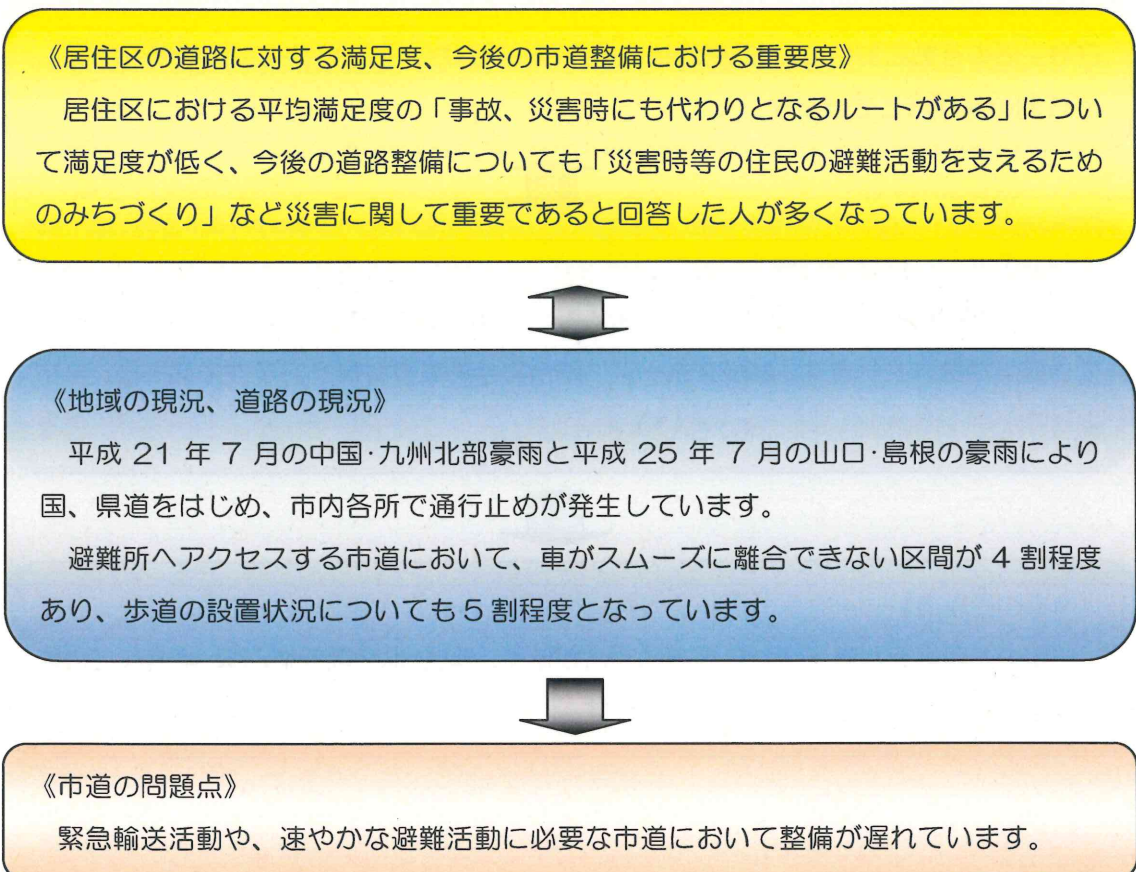 《居住区の道路に対する満足度、今後の市道整備における重要度》
居住区における平均満足度の「事故、災害時にも代わりとなるルートがある」につい
て満足度が低く、今後の道路整備についても「災害時等の住民の避難活動を支えるため
のみちづくり」など災害に関して重要であると回答した人が多くなっています。
《地域の現況、道路の現況》
平成 21 年 7 月の中国・九州北部豪雨と平成 25 年 7 月の山口・島根の豪雨により
国、県道をはじめ、市内各所で通行止めが発生しています。
避難所へアクセスする市道において、車がスムーズに離合できない区間が 4 割程度
あり、歩道の設置状況についても 5 割程度となっています。
《市道の問題点》
緊急輸送活動や、速やかな避難活動に必要な市道において整備が遅れています。